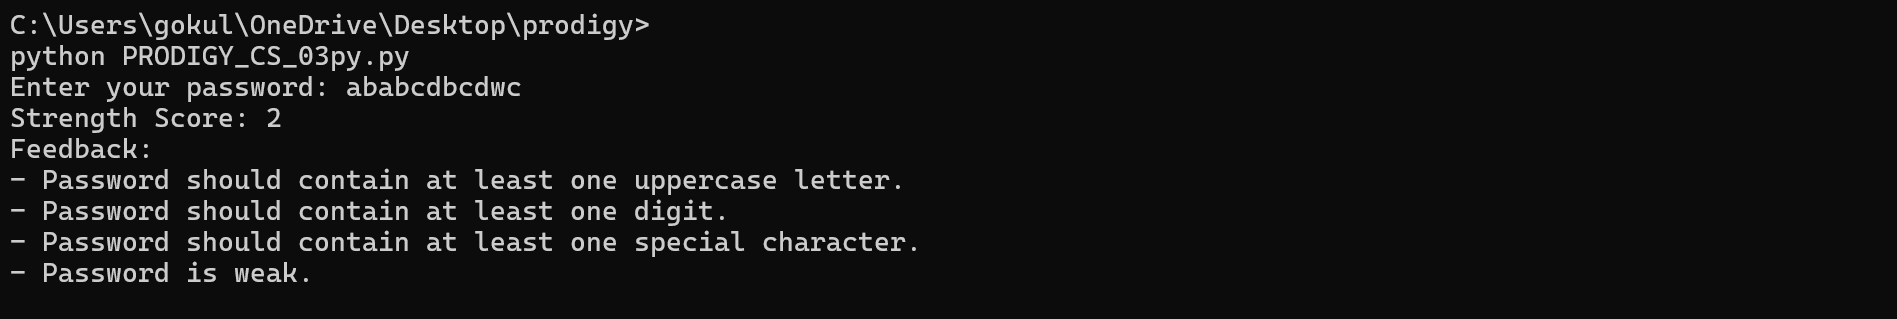 C:\Users\gokul\OneDrive\Desktop\prodigy>
python PRODIGY_CS_03py.py
Enter your password: ababcdbcdwc
Strength Score: 2
Feedback:
- Password should contain at least one uppercase letter.
- Password should contain at least one digit.
- Password should contain at least one special character.
- Password is weak.